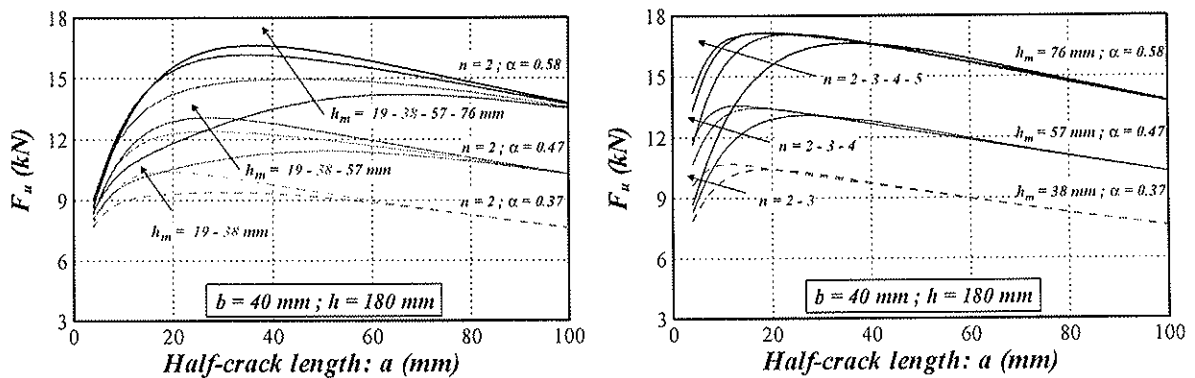 F_u (kN)
18
15
12
9
6
3
n = 2 ; α = 0.58
h_m = 19 - 38 - 57 - 76 mm
n = 2 ; α = 0.47
h_m = 19 - 38 - 57 mm
n = 2 ; α = 0.37
h_m = 19 - 38 mm
b = 40 mm ; h = 180 mm
0 20 40 60 80 100
Half-crack length: a (mm)
F_u (kN)
18
15
12
9
6
3
h_m = 76 mm ; α = 0.58
n = 2 - 3 - 4 - 5
h_m = 57 mm ; α = 0.47
n = 2 - 3 - 4
h_m = 38 mm ; α = 0.37
n = 2 - 3
b = 40 mm ; h = 180 mm
0 20 40 60 80 100
Half-crack length: a (mm)